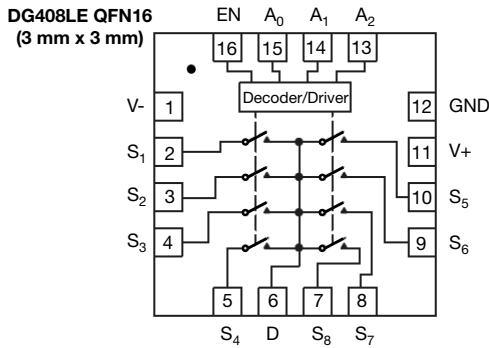 DG408LE QFN16
(3 mm x 3 mm)
EN A0 A1 A2
16 15 14 13
Decoder/Driver
V- 1
12 GND
S1 2
11 V+
S2 3
10 S5
S3 4
9 S6
5 6 7 8
S4 D S8 S7